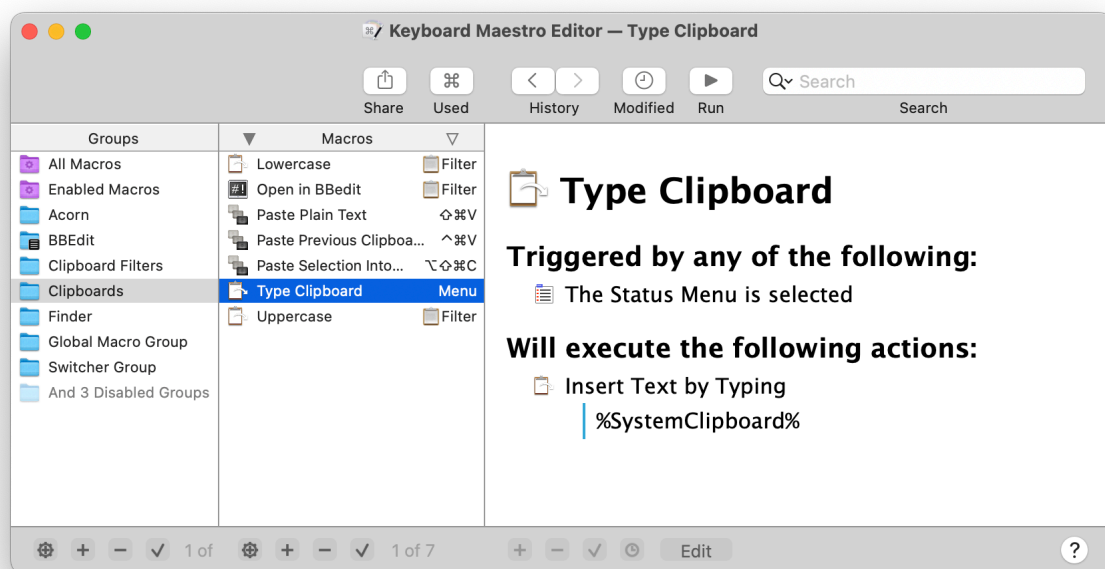 Keyboard Maestro Editor — Type Clipboard
Share
Used
History
Modified
Run
Search
Search
Groups
All Macros
Enabled Macros
Acorn
BBEdit
Clipboard Filters
Clipboards
Finder
Global Macro Group
Switcher Group
And 3 Disabled Groups
Macros
Lowercase Filter
Open in BBedit Filter
Paste Plain Text ⇧⌘V
Paste Previous Clipboa... ^⌘V
Paste Selection Into... ⌥⇧⌘C
Type Clipboard Menu
Uppercase Filter
Type Clipboard
Triggered by any of the following:
The Status Menu is selected
Will execute the following actions:
Insert Text by Typing
%SystemClipboard%
1 of
1 of 7
Edit
?